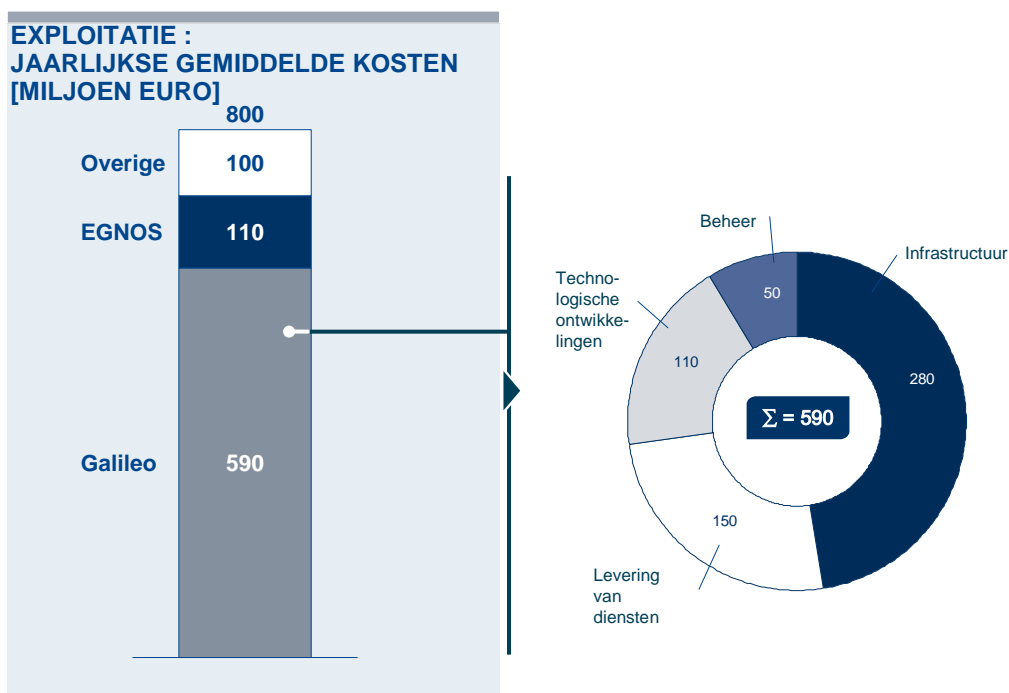 EXPLOITATIE :
JAARLIJKSE GEMIDDELDE KOSTEN
[MILJOEN EURO]
800
Overige
100
EGNOS
110
Galileo
590
Beheer
Infrastructuur
Techno-
logische
ontwikke-
lingen
50
110
280
Σ = 590
150
Levering
van
diensten